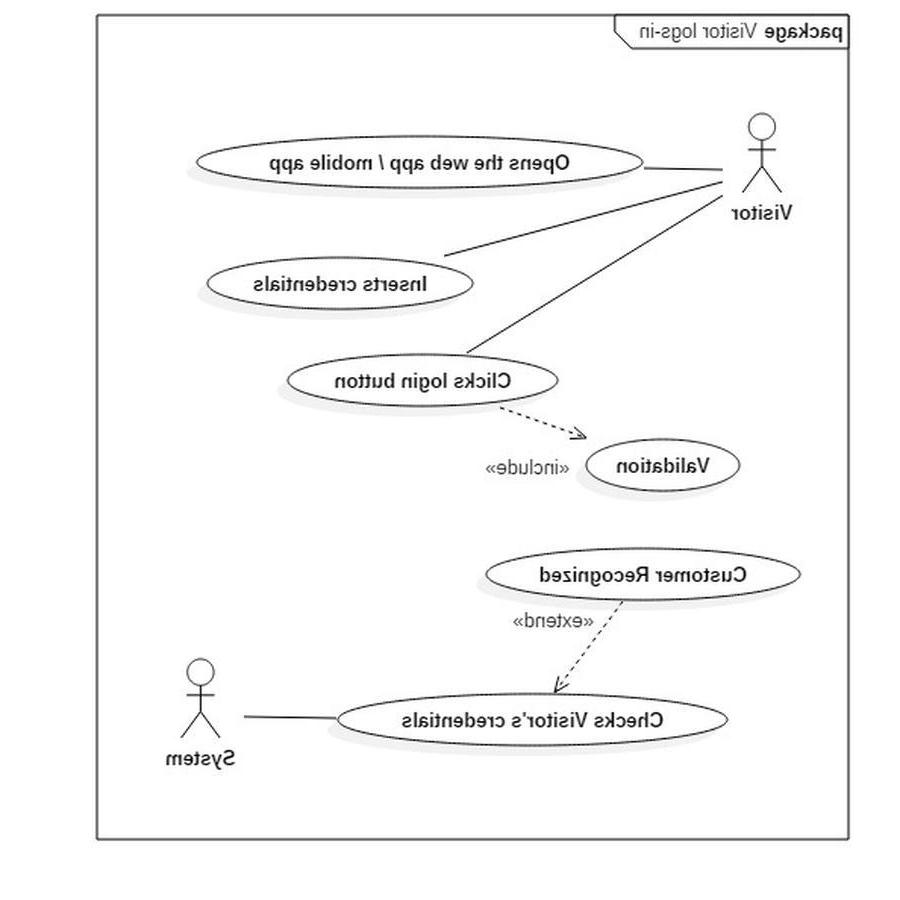 package Visitor logs-in
Opens the web app / mobile app
Visitor
Inserts credentials
Clicks login button
«include»
Validation
Customer Recognized
«extend»
Checks Visitor's credentials
System